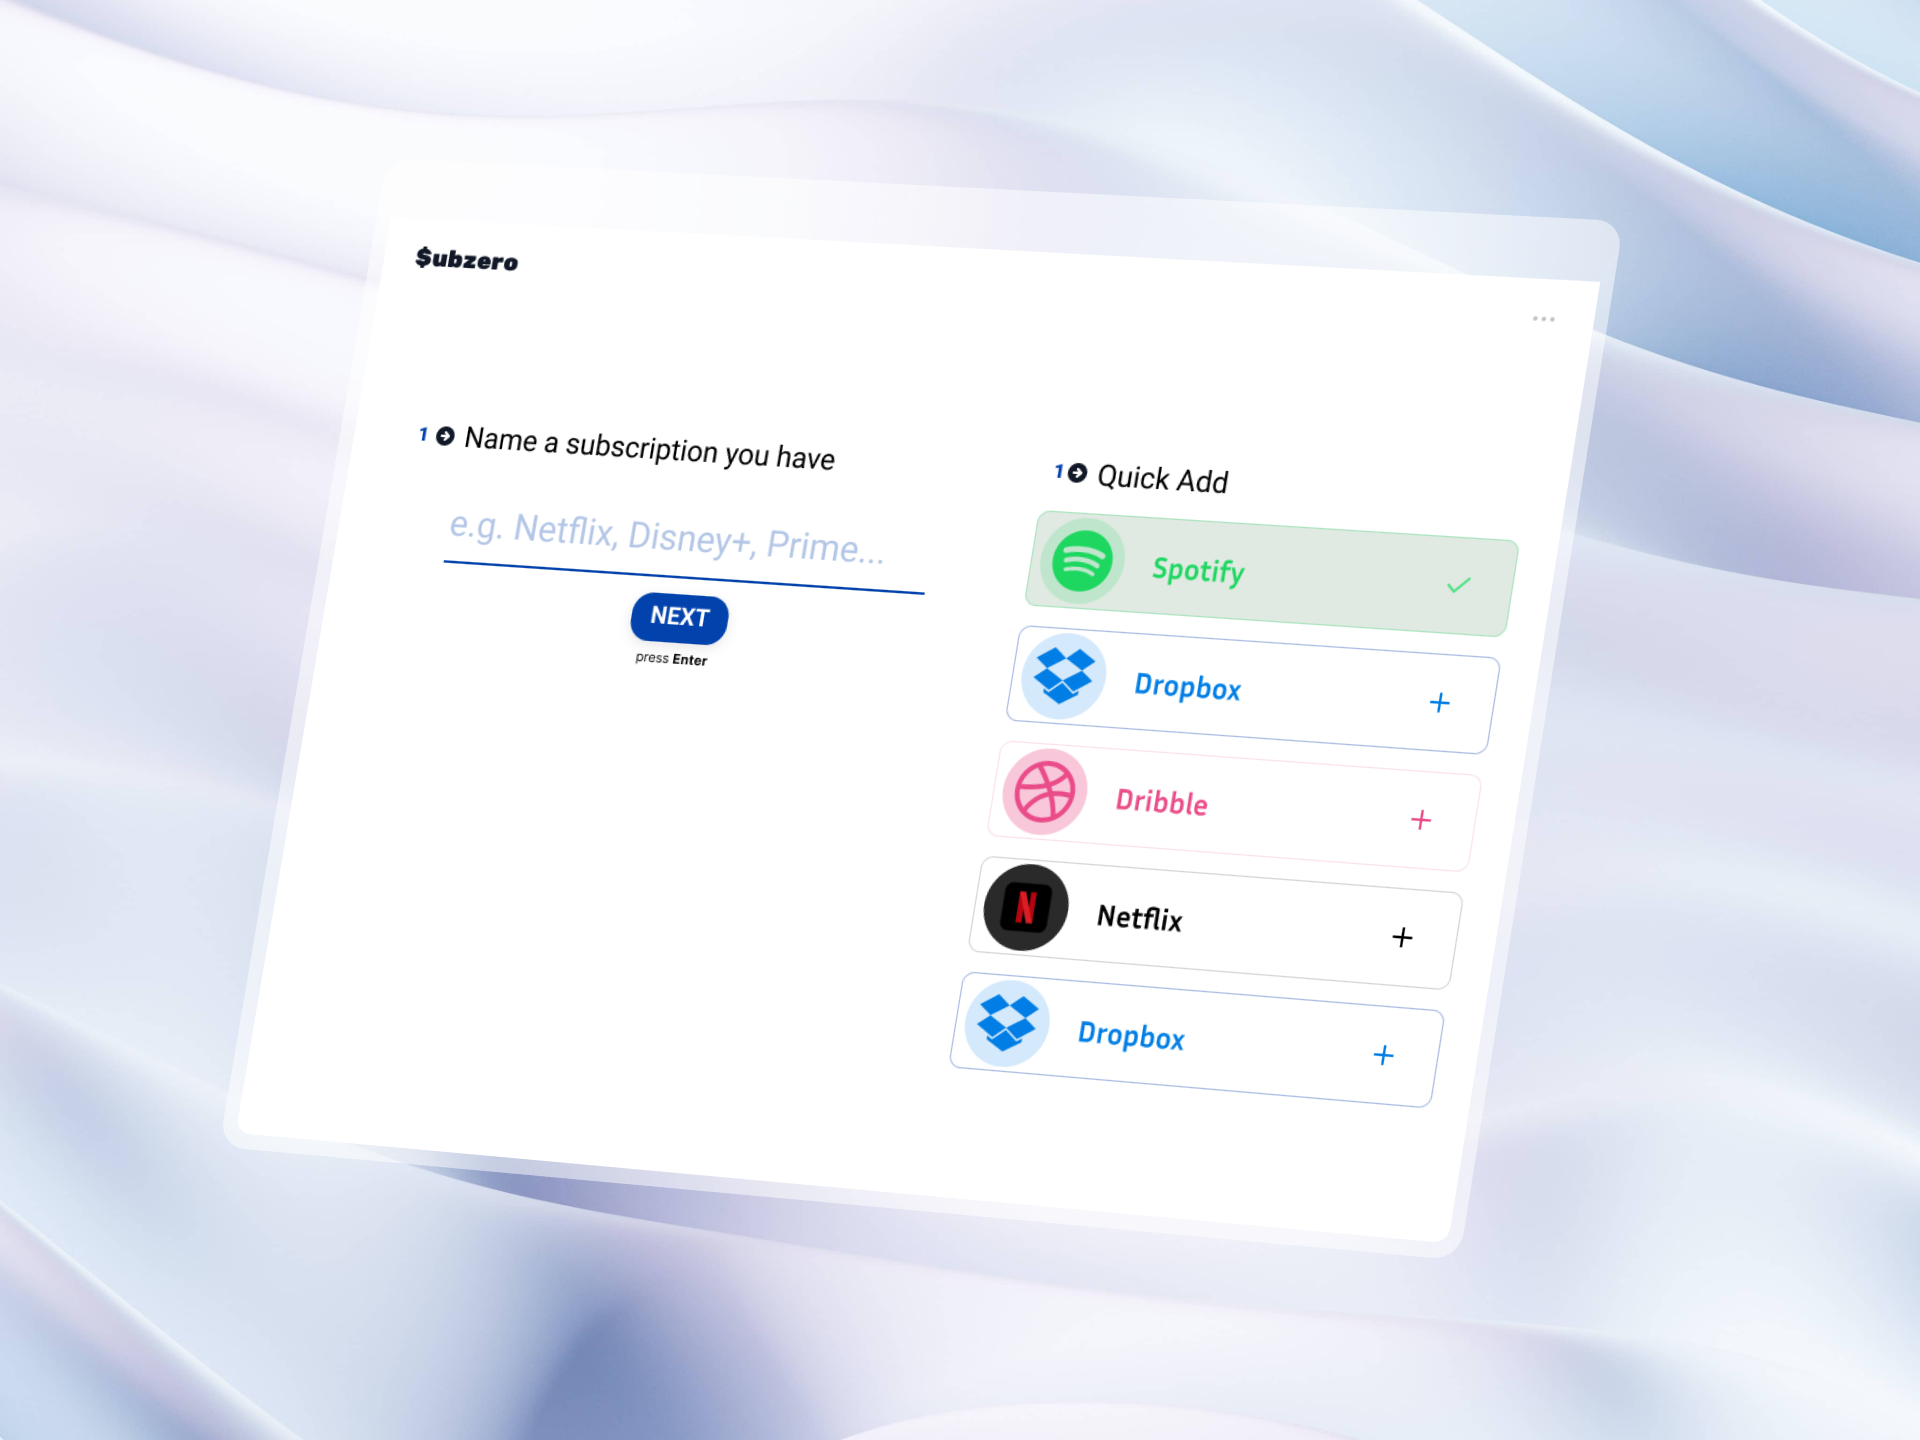 $ubzero
1 Name a subscription you have
e.g. Netflix, Disney+, Prime...
NEXT
press Enter
1 Quick Add
Spotify
Dropbox
Dribble
N
Netflix
Dropbox